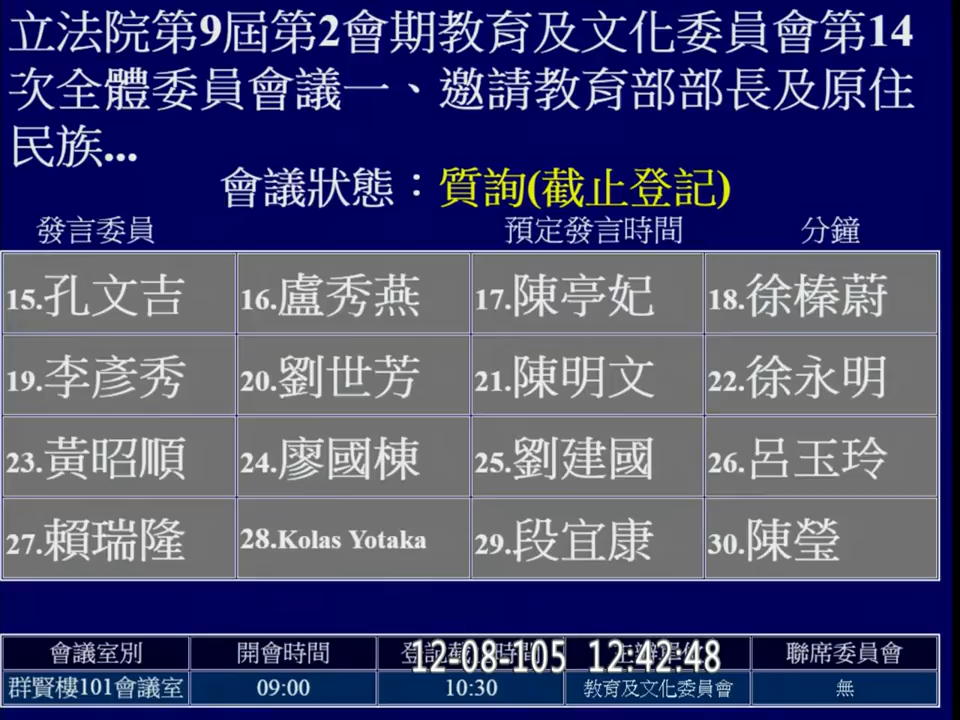 立法院第9屆第2會期教育及文化委員會第14
次全體委員會議一、邀請教育部部長及原住
民族...
會議狀態：質詢(截止登記)
發言委員 預定發言時間 分鐘
15.孔文吉 16.盧秀燕 17.陳亭妃 18.徐榛蔚
19.李彥秀 20.劉世芳 21.陳明文 22.徐永明
23.黃昭順 24.廖國棟 25.劉建國 26.呂玉玲
27.賴瑞隆 28.Kolas Yotaka 29.段宜康 30.陳瑩
會議室別 開會時間 聯席委員會
12-08-105 12:42:48
群賢樓101會議室 09:00 10:30 教育及文化委員會 無